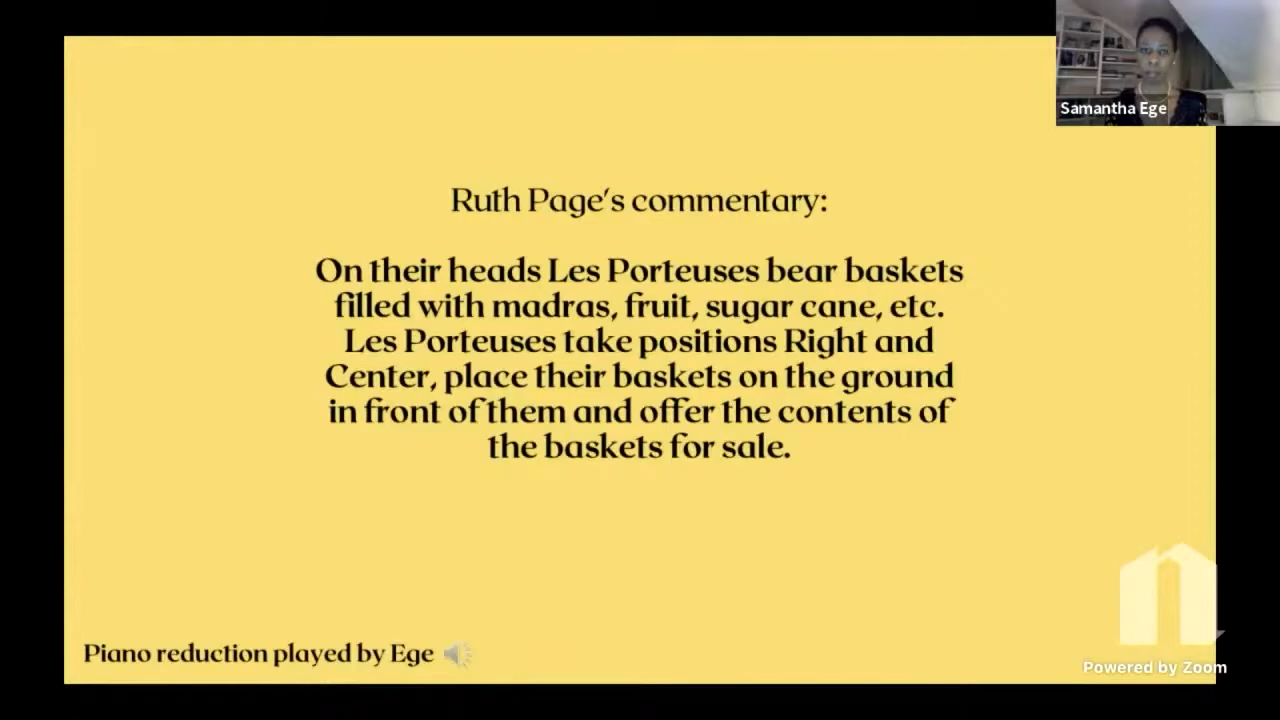 Samantha Ege
Ruth Page's commentary:
On their heads Les Porteuses bear baskets
filled with madras, fruit, sugar cane, etc.
Les Porteuses take positions Right and
Center, place their baskets on the ground
in front of them and offer the contents of
the baskets for sale.
Piano reduction played by Ege
n
Powered by Zoom